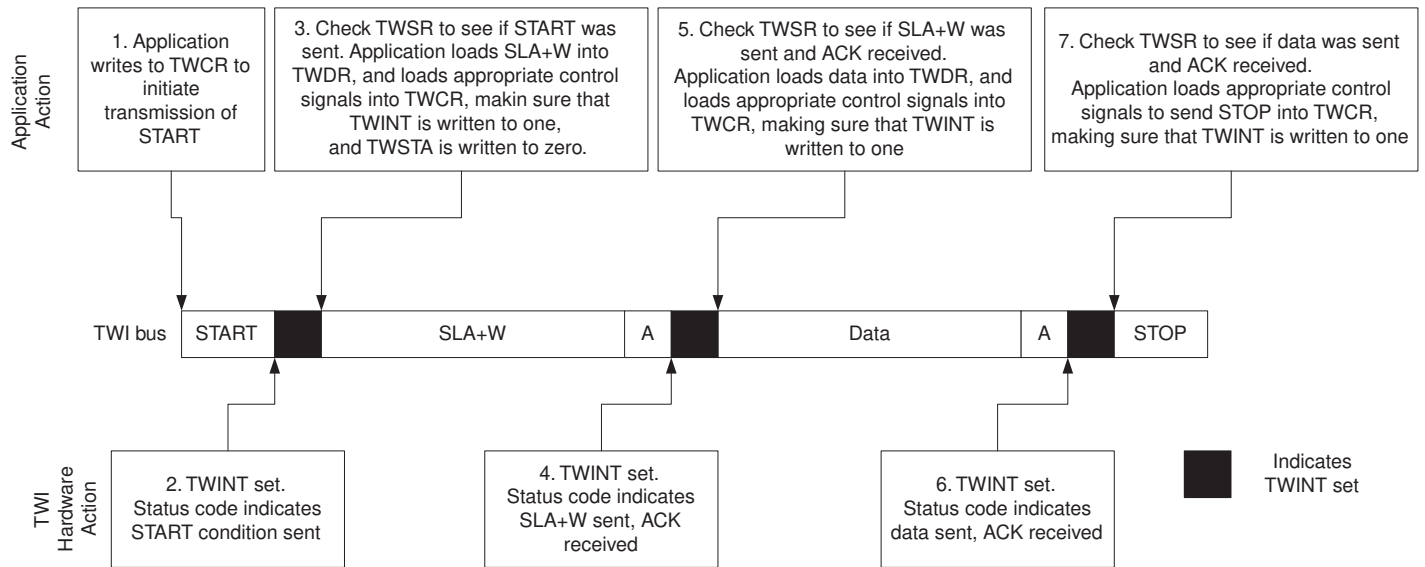 Application
Action
1. Application
writes to TWCR to
initiate
transmission of
START
3. Check TWSR to see if START was
sent. Application loads SLA+W into
TWDR, and loads appropriate control
signals into TWCR, makin sure that
TWINT is written to one,
and TWSTA is written to zero.
5. Check TWSR to see if SLA+W was
sent and ACK received.
Application loads data into TWDR, and
loads appropriate control signals into
TWCR, making sure that TWINT is
written to one
7. Check TWSR to see if data was sent
and ACK received.
Application loads appropriate control
signals to send STOP into TWCR,
making sure that TWINT is written to one
TWI bus
START
SLA+W
A
Data
A
STOP
TWI
Hardware
Action
2. TWINT set.
Status code indicates
START condition sent
4. TWINT set.
Status code indicates
SLA+W sent, ACK
received
6. TWINT set.
Status code indicates
data sent, ACK received
Indicates
TWINT set